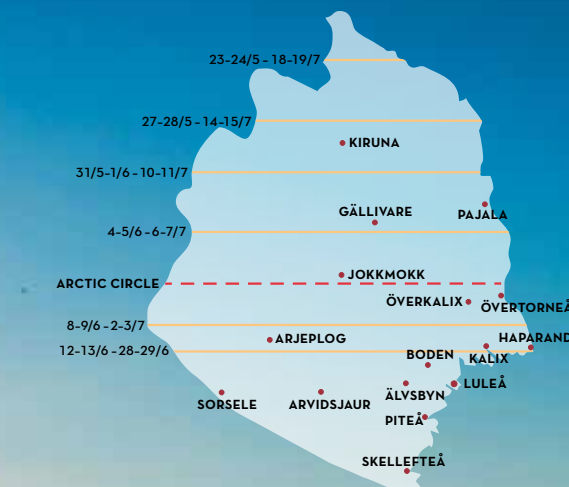 23-24/5 - 18-19/7
27-28/5 - 14-15/7
KIRUNA
31/5-1/6 - 10-11/7
GÄLLIVARE
PAJALA
4-5/6 - 6-7/7
JOKKMOKK
ARCTIC CIRCLE
ÖVERKALIX
ÖVERTORNEÅ
8-9/6 - 2-3/7
ARJEPLOG
HAPARAND
12-13/6 - 28-29/6
BODEN
KALIX
LULEÅ
ÄLVSBYN
SORSELE
ARVIDSJAUR
PITEÅ
SKELLEFTEÅ